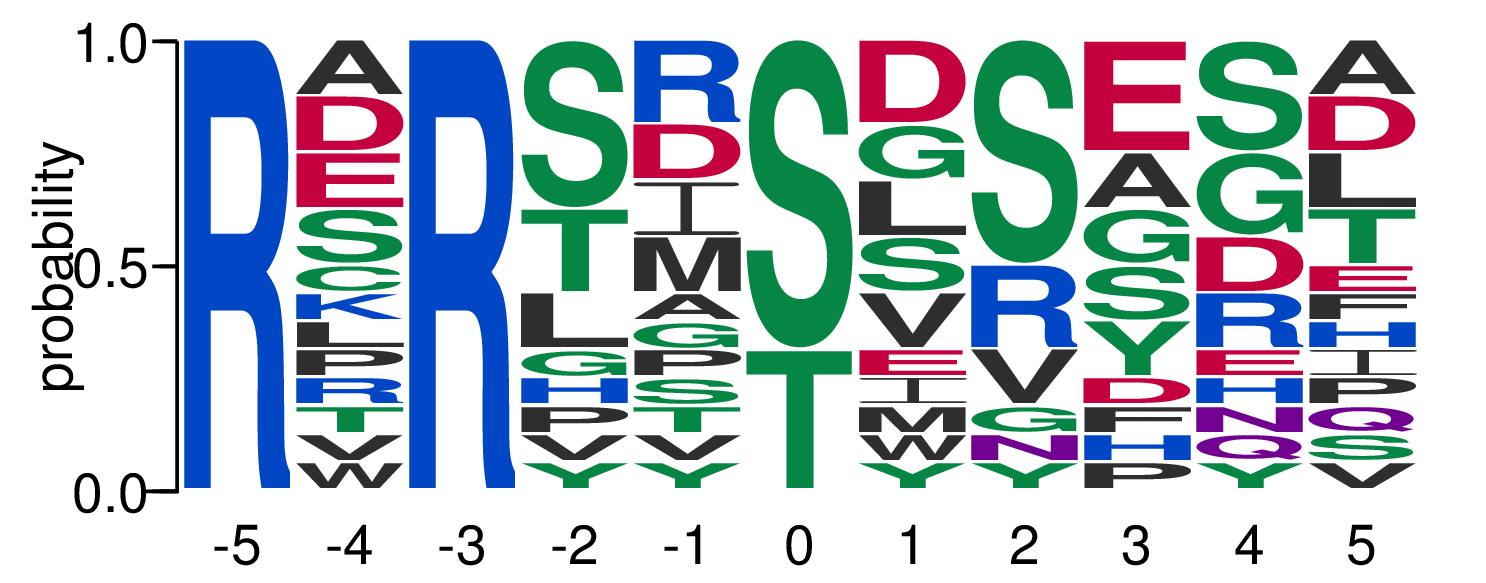 probability
1.0
0.5
0.0
R
A D E S C K L P R T V W
R
S T L G H P V Y
R D I M A G P S T V Y
S T
D G L S V E I M W Y
S R V G N Y
E A G S Y D F H P
S G D R E H N Q Y
A D L T E F H I P Q S V
-5 -4 -3 -2 -1 0 1 2 3 4 5